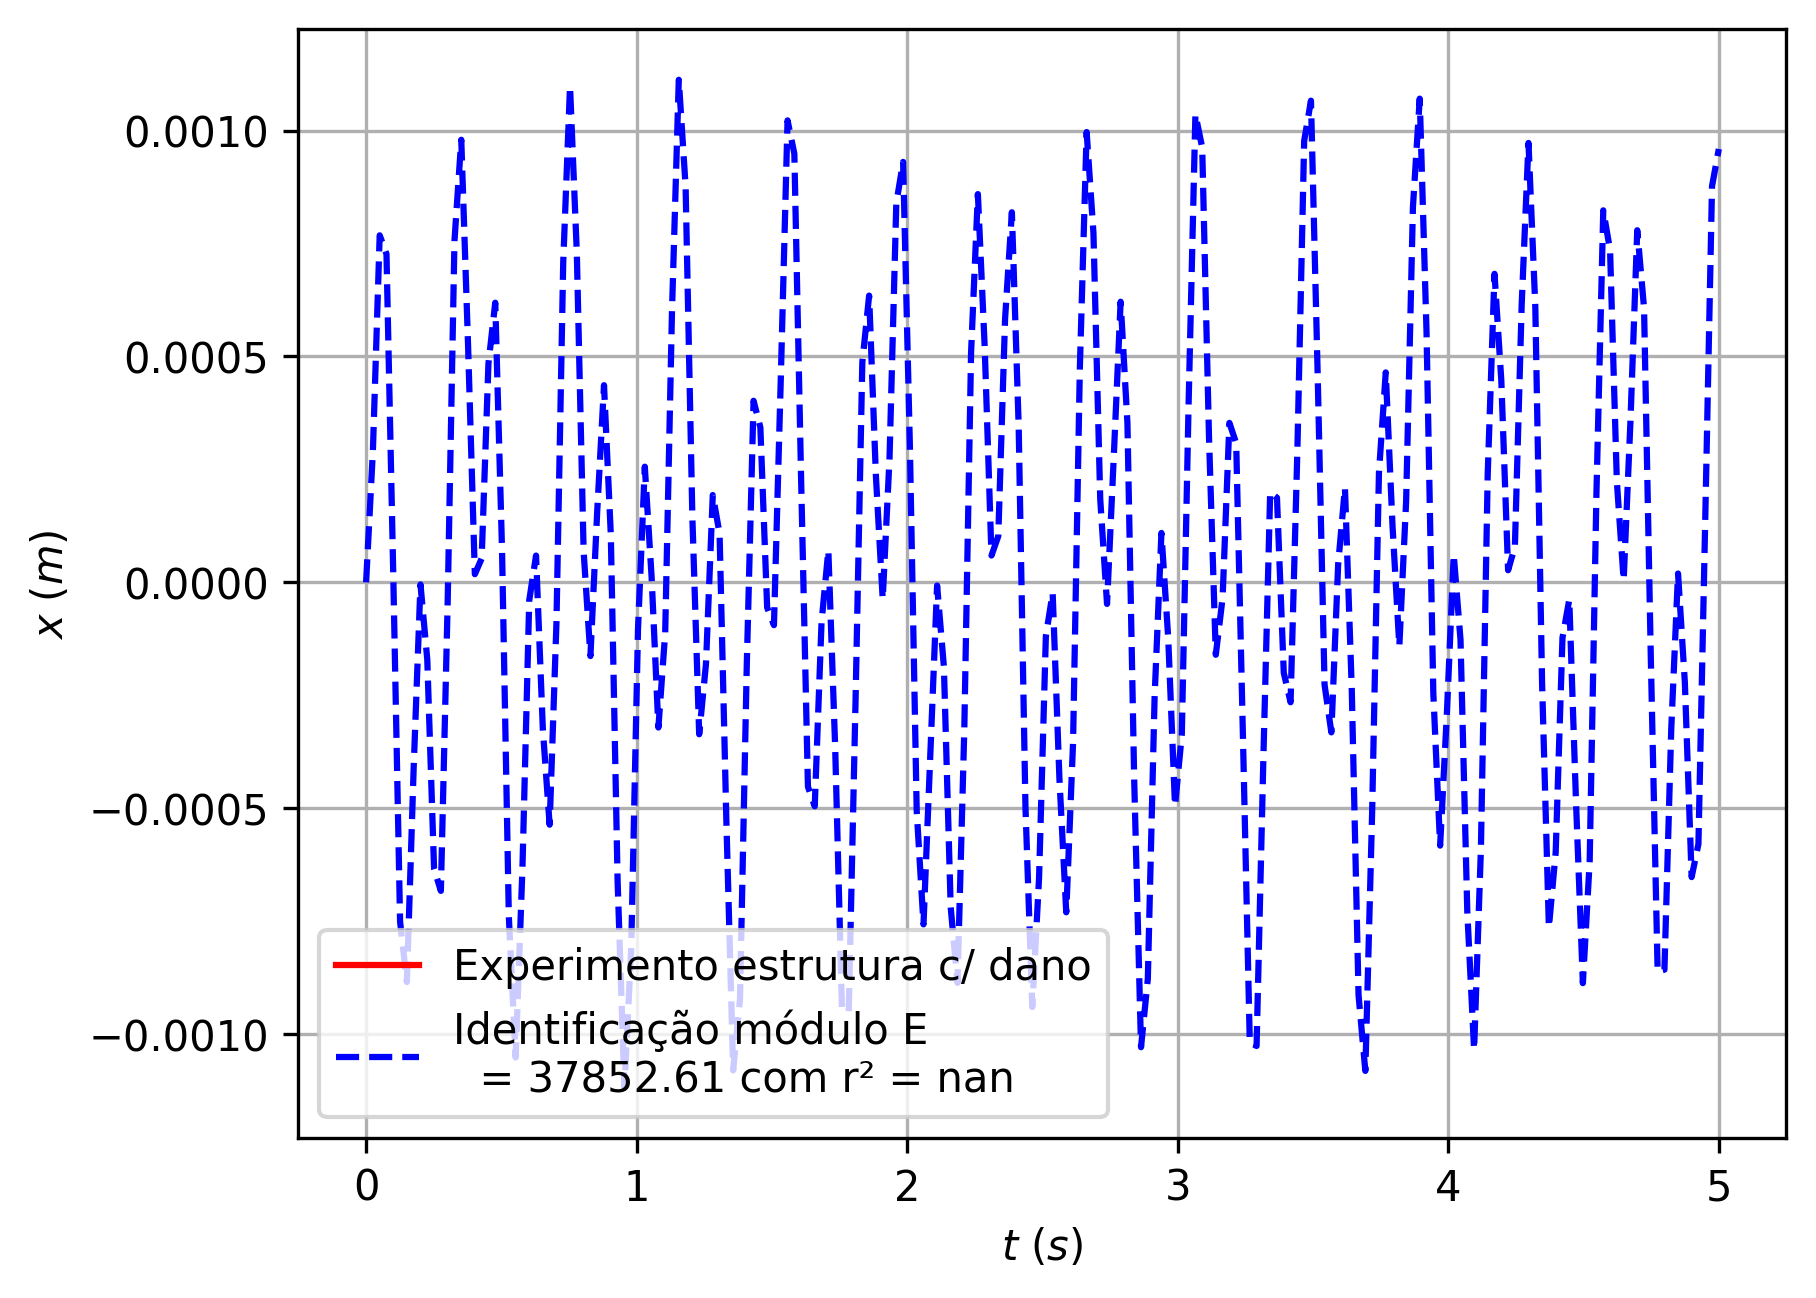 0.0010
0.0005
0.0000
−0.0005
−0.0010
x (m)
Experimento estrutura c/ dano
Identificação módulo E
= 37852.61 com r² = nan
0 1 2 3 4 5
t (s)